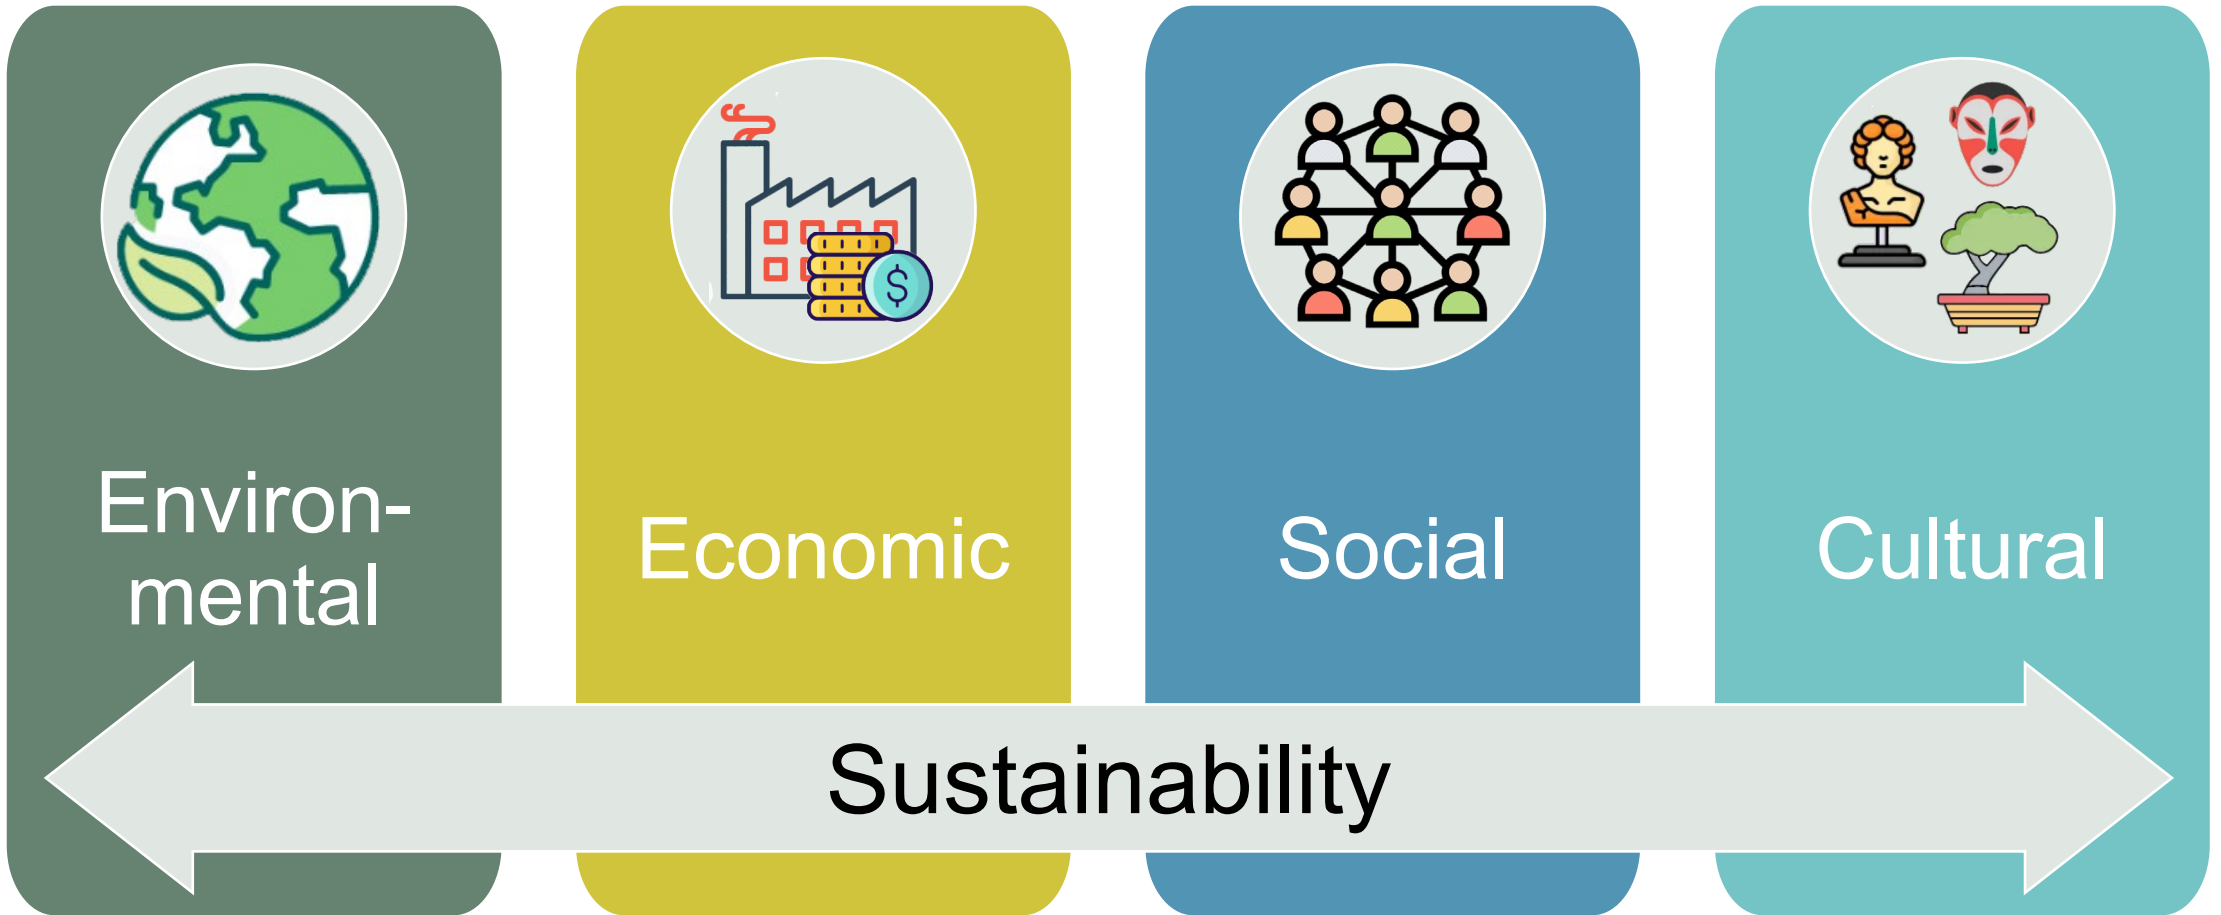 Environ-
mental
Economic
Social
Cultural
$
Sustainability